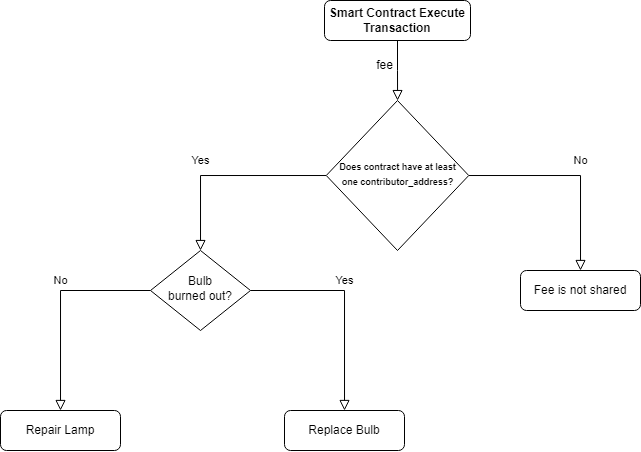 Smart Contract Execute
Transaction
fee
Does contract have at least
one contributor_address?
Yes
No
Bulb
burned out?
No
Yes
Fee is not shared
Repair Lamp
Replace Bulb